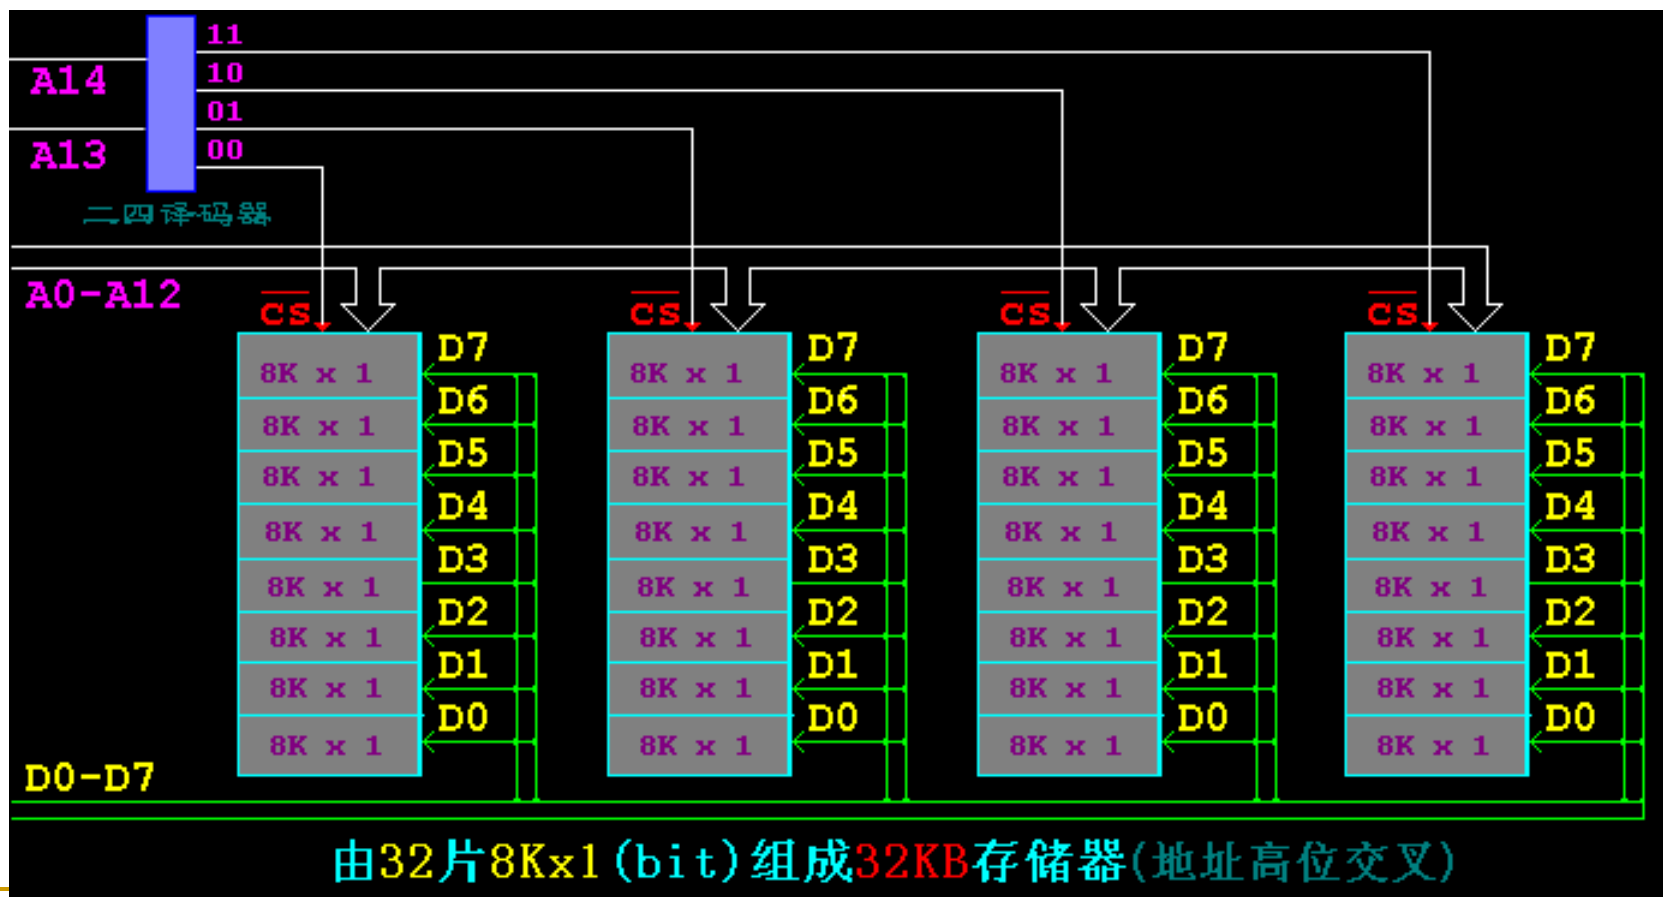 11
A14
10
01
A13
00
二四译码器
A0-A12
CS CS CS CS
8K x 1 D7 8K x 1 D7 8K x 1 D7 8K x 1 D7
8K x 1 D6 8K x 1 D6 8K x 1 D6 8K x 1 D6
8K x 1 D5 8K x 1 D5 8K x 1 D5 8K x 1 D5
8K x 1 D4 8K x 1 D4 8K x 1 D4 8K x 1 D4
8K x 1 D3 8K x 1 D3 8K x 1 D3 8K x 1 D3
8K x 1 D2 8K x 1 D2 8K x 1 D2 8K x 1 D2
8K x 1 D1 8K x 1 D1 8K x 1 D1 8K x 1 D1
8K x 1 D0 8K x 1 D0 8K x 1 D0 8K x 1 D0
D0-D7
由32片8Kx1(bit)组成32KB存储器(地址高位交叉)